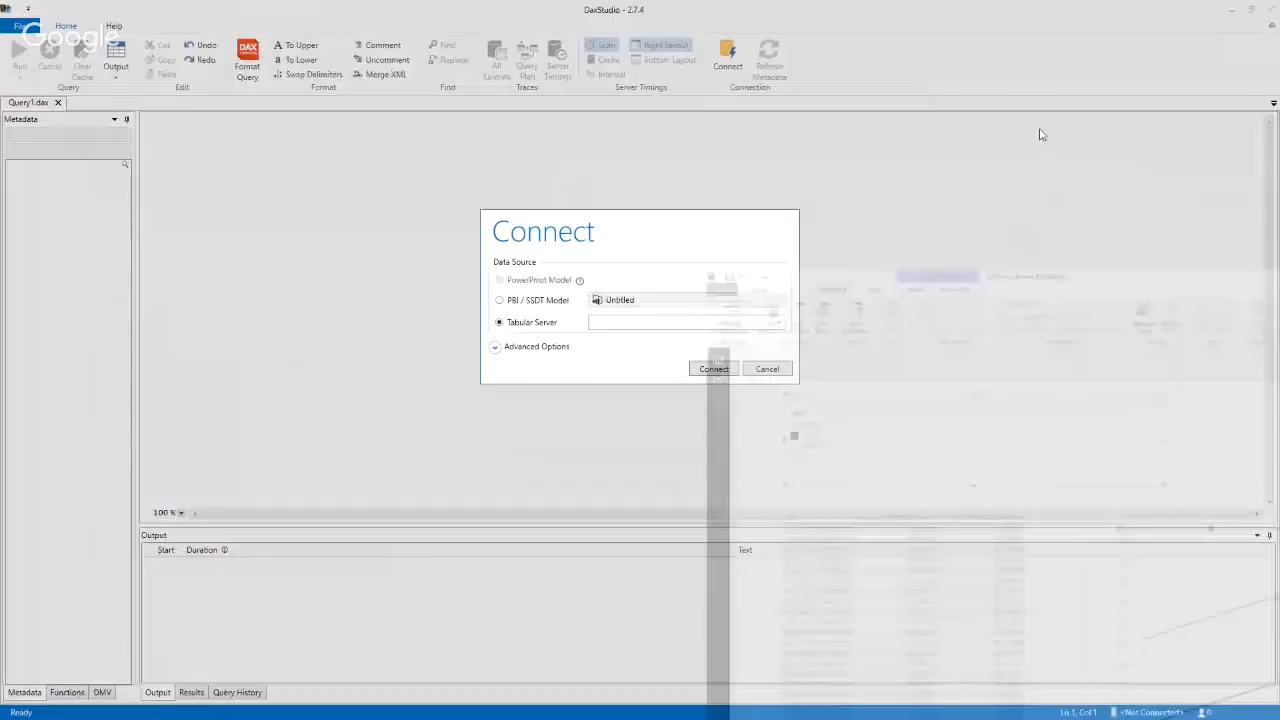 DaxStudio - 2.7.4
File Home Help
Google
Run Cancel Clear Cache Output
Cut Copy Paste Undo Redo
Format Query
To Upper To Lower Swap Delimiters
Comment Uncomment Merge XML
Find Replace
All Queries Query Plan Server Timings
Scan Cache Internal Right Layout Bottom Layout
Connect Refresh Metadata
Query Edit Format Find Traces Server Timings Connection
Query1.dax
Metadata
Connect
Data Source
PowerPivot Model
PBI / SSDT Model Untitled
Tabular Server
Advanced Options
Connect Cancel
100 %
Output
Start Duration Text
Metadata Functions DMV Output Results Query History
Ready Ln 1, Col 1 <Not Connected> 0